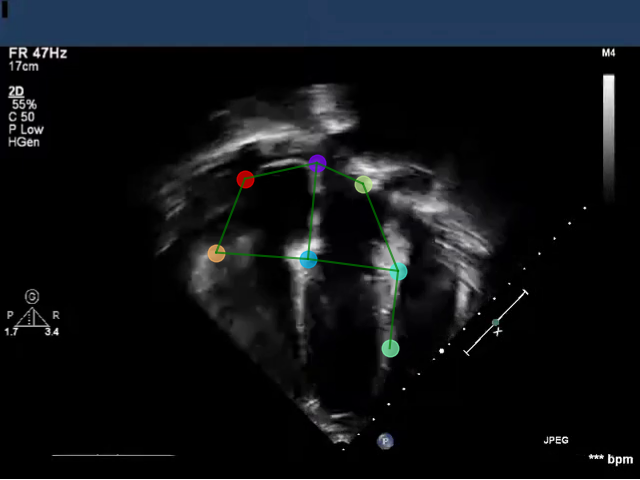 FR 47Hz
17cm
M4
2D
55%
C 50
P Low
HGen
G
P R
1.7 3.4
P
JPEG
*** bpm